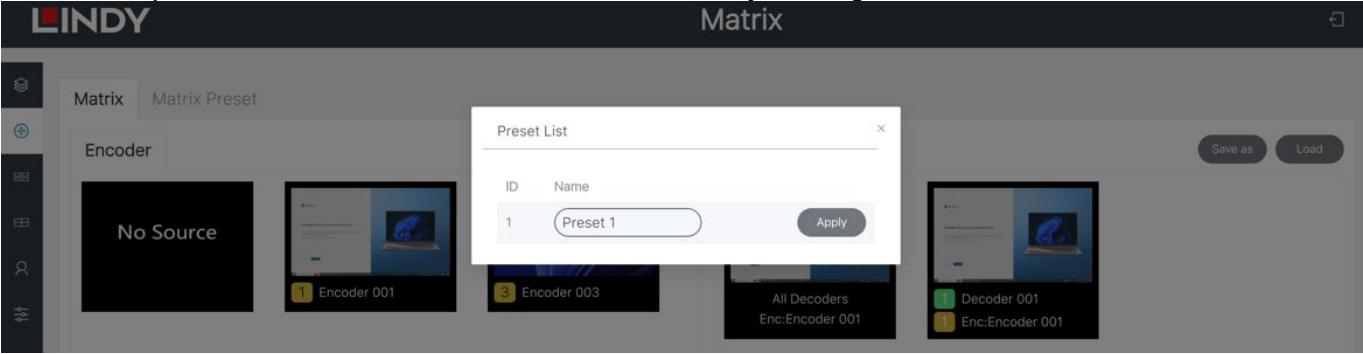 LINDY
Matrix
Matrix Matrix Preset
Preset List ×
Encoder
Save as Load
ID Name
1 Preset 1 Apply
No Source
1 Encoder 001
3 Encoder 003
All Decoders
Enc:Encoder 001
1 Decoder 001
1 Enc:Encoder 001